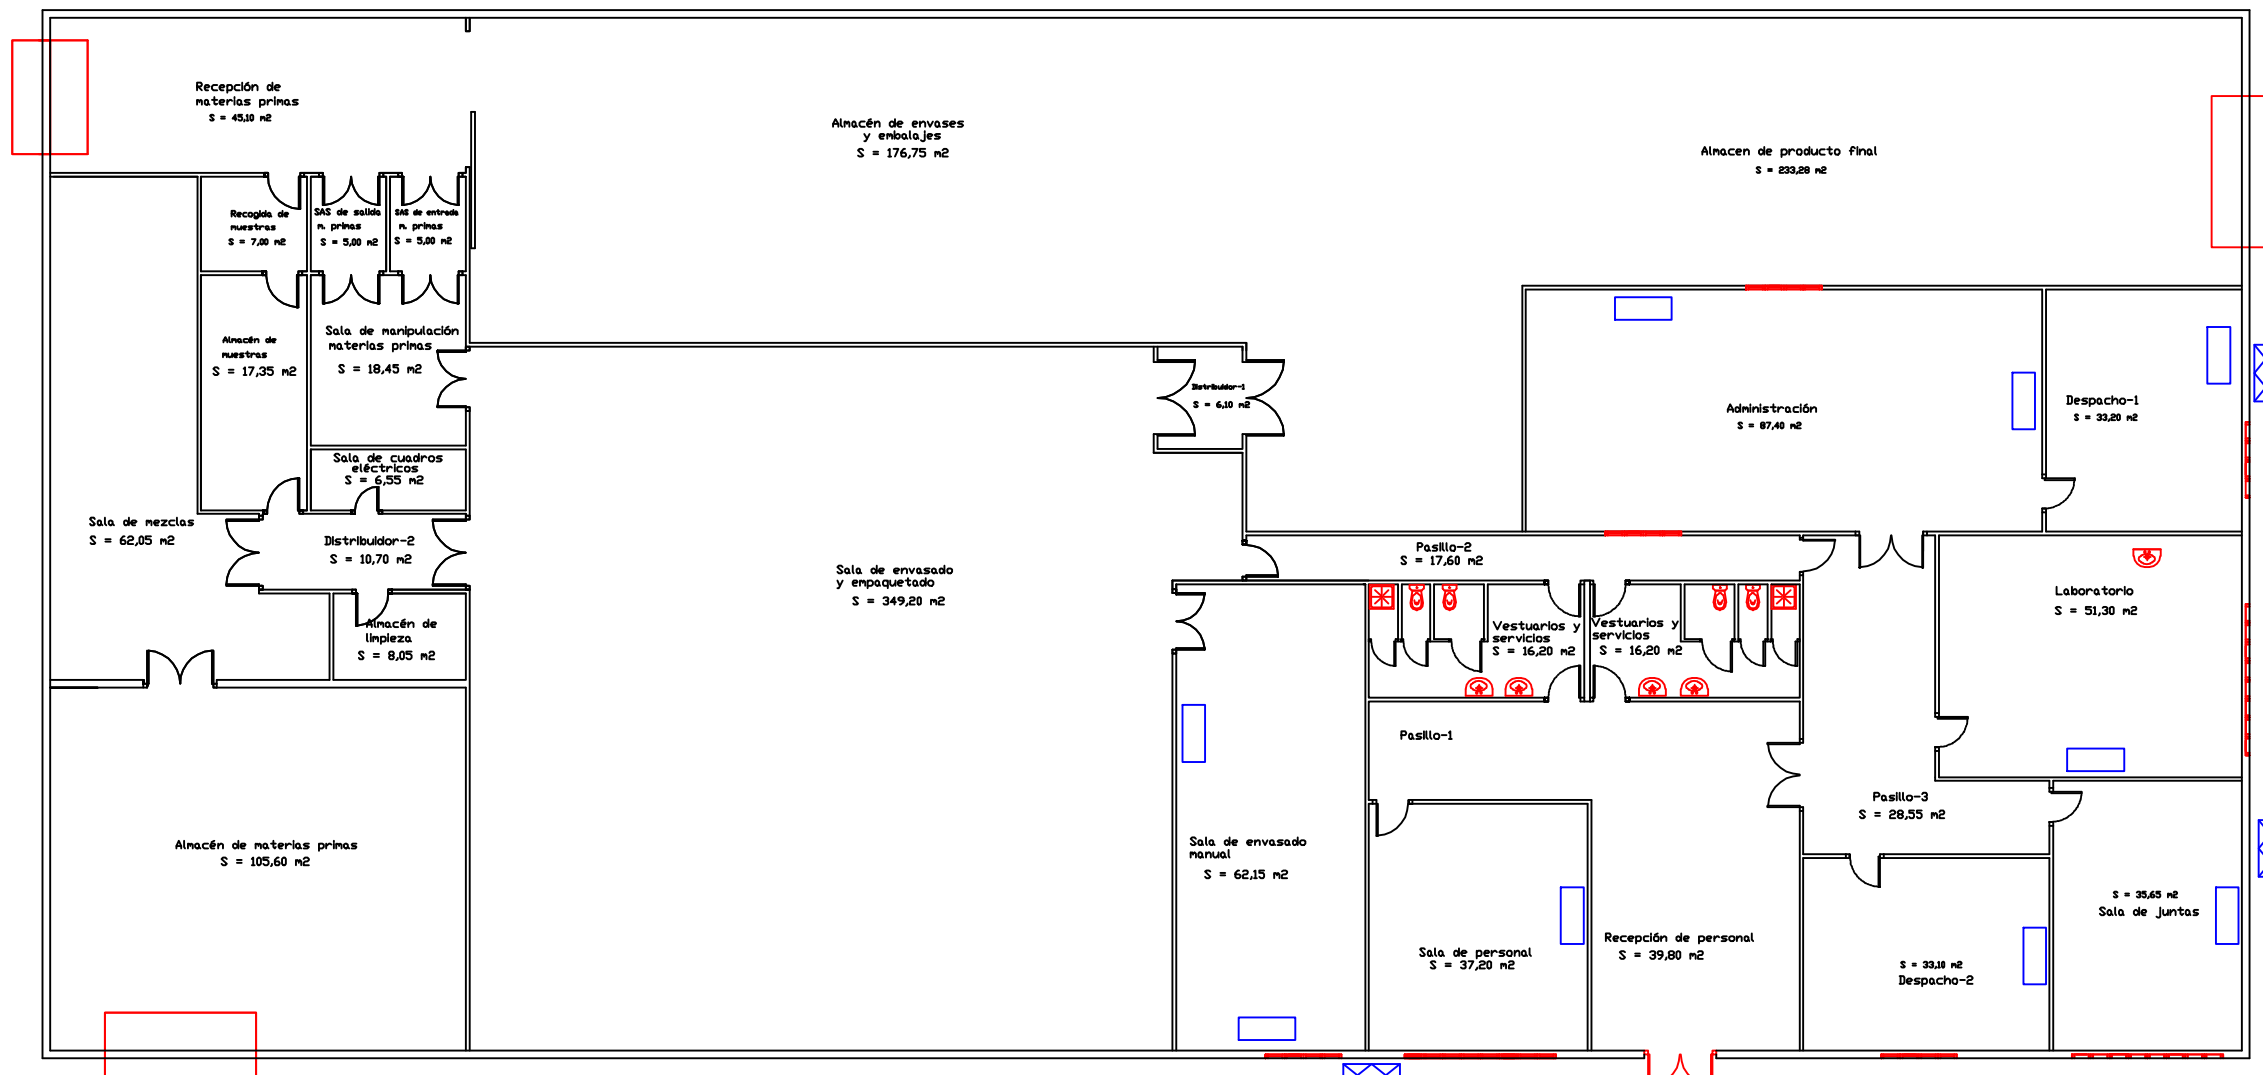 Recepción de
materias primas
S = 45,10 m2
Almacén de envases
y embalajes
S = 176,75 m2
Almacen de producto final
S = 233,28 m2
Recogida de
muestras
S = 7,00 m2
SAS de salida
m. primas
S = 5,00 m2
SAS de entrada
m. primas
S = 5,00 m2
Almacén de
muestras
S = 17,35 m2
Sala de manipulación
materias primas
S = 18,45 m2
Distribuidor-1
S = 6,10 m2
Administración
S = 87,40 m2
Despacho-1
S = 33,20 m2
Sala de cuadros
eléctricos
S = 6,55 m2
Sala de mezclas
S = 62,05 m2
Distribuidor-2
S = 10,70 m2
Sala de envasado
y empaquetado
S = 349,20 m2
Pasillo-2
S = 17,60 m2
Laboratorio
S = 51,30 m2
Almacén de
limpieza
S = 8,05 m2
Vestuarios y
servicios
S = 16,20 m2
Vestuarios y
servicios
S = 16,20 m2
Pasillo-1
Pasillo-3
S = 28,55 m2
Almacén de materias primas
S = 105,60 m2
Sala de envasado
manual
S = 62,15 m2
Sala de personal
S = 37,20 m2
Recepción de personal
S = 39,80 m2
S = 33,10 m2
Despacho-2
S = 35,65 m2
Sala de juntas